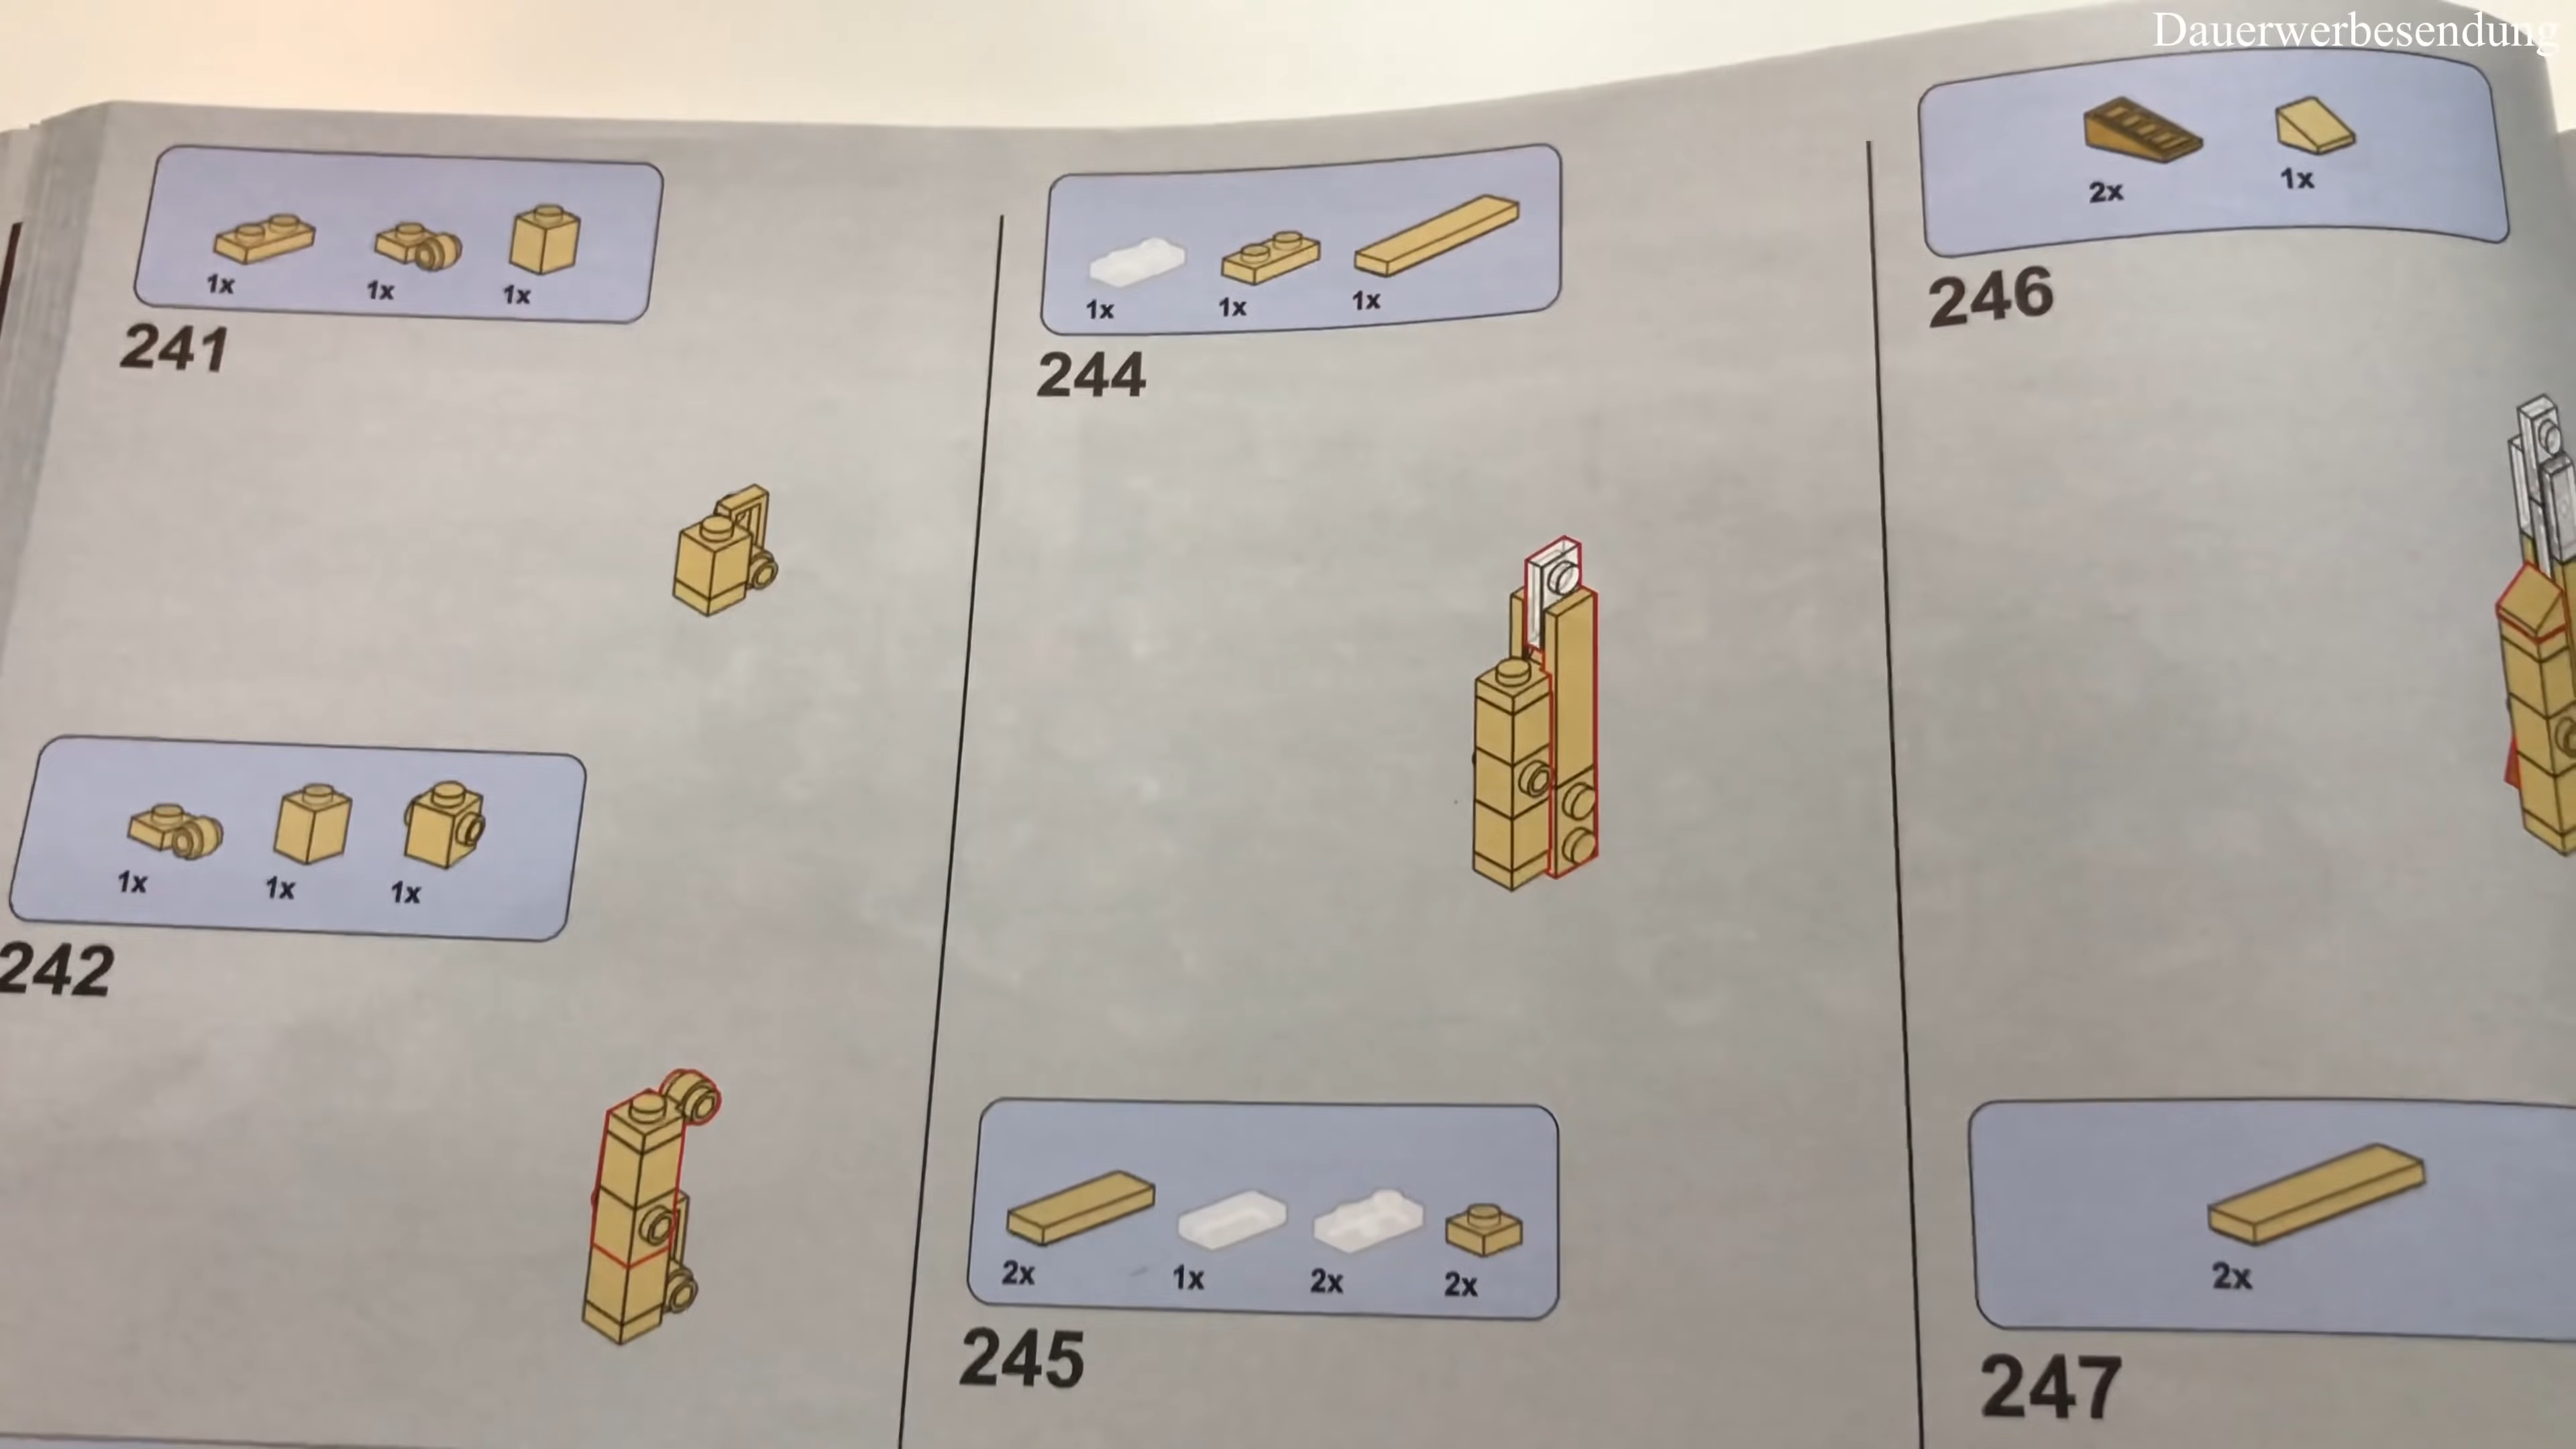 Dauerwerbesendung
1x 1x 1x
241
1x 1x 1x
242
1x 1x 1x
244
2x 1x 2x 2x
245
2x 1x
246
2x
247